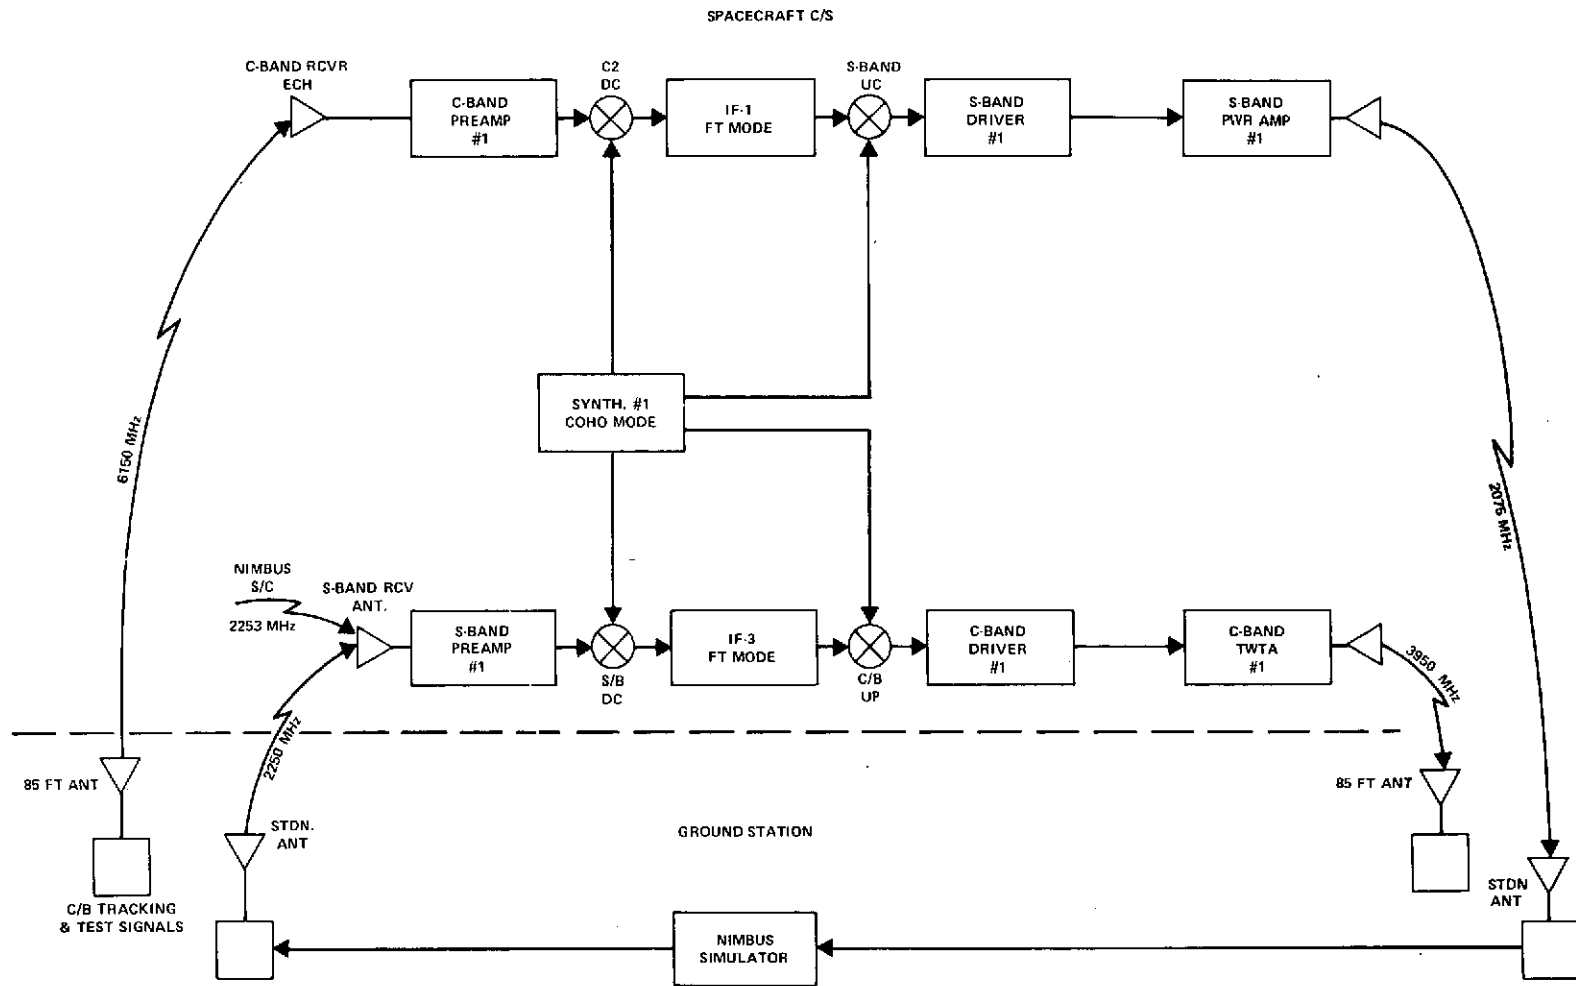 SPACECRAFT C/S
C-BAND RCVR
ECH
C-BAND
PREAMP
#1
C2
DC
IF-1
FT MODE
S-BAND
UC
S-BAND
DRIVER
#1
S-BAND
PWR AMP
#1
6150 MHz
SYNTH. #1
COHO MODE
2075 MHz
NIMBUS
S/C
2253 MHz
S-BAND RCV
ANT.
S-BAND
PREAMP
#1
S/B
DC
IF-3
FT MODE
C/B
UP
C-BAND
DRIVER
#1
C-BAND
TWTA
#1
3950 MHz
2250 MHz
85 FT ANT
STDN.
ANT
GROUND STATION
85 FT ANT
C/B TRACKING
& TEST SIGNALS
NIMBUS
SIMULATOR
STDN
ANT